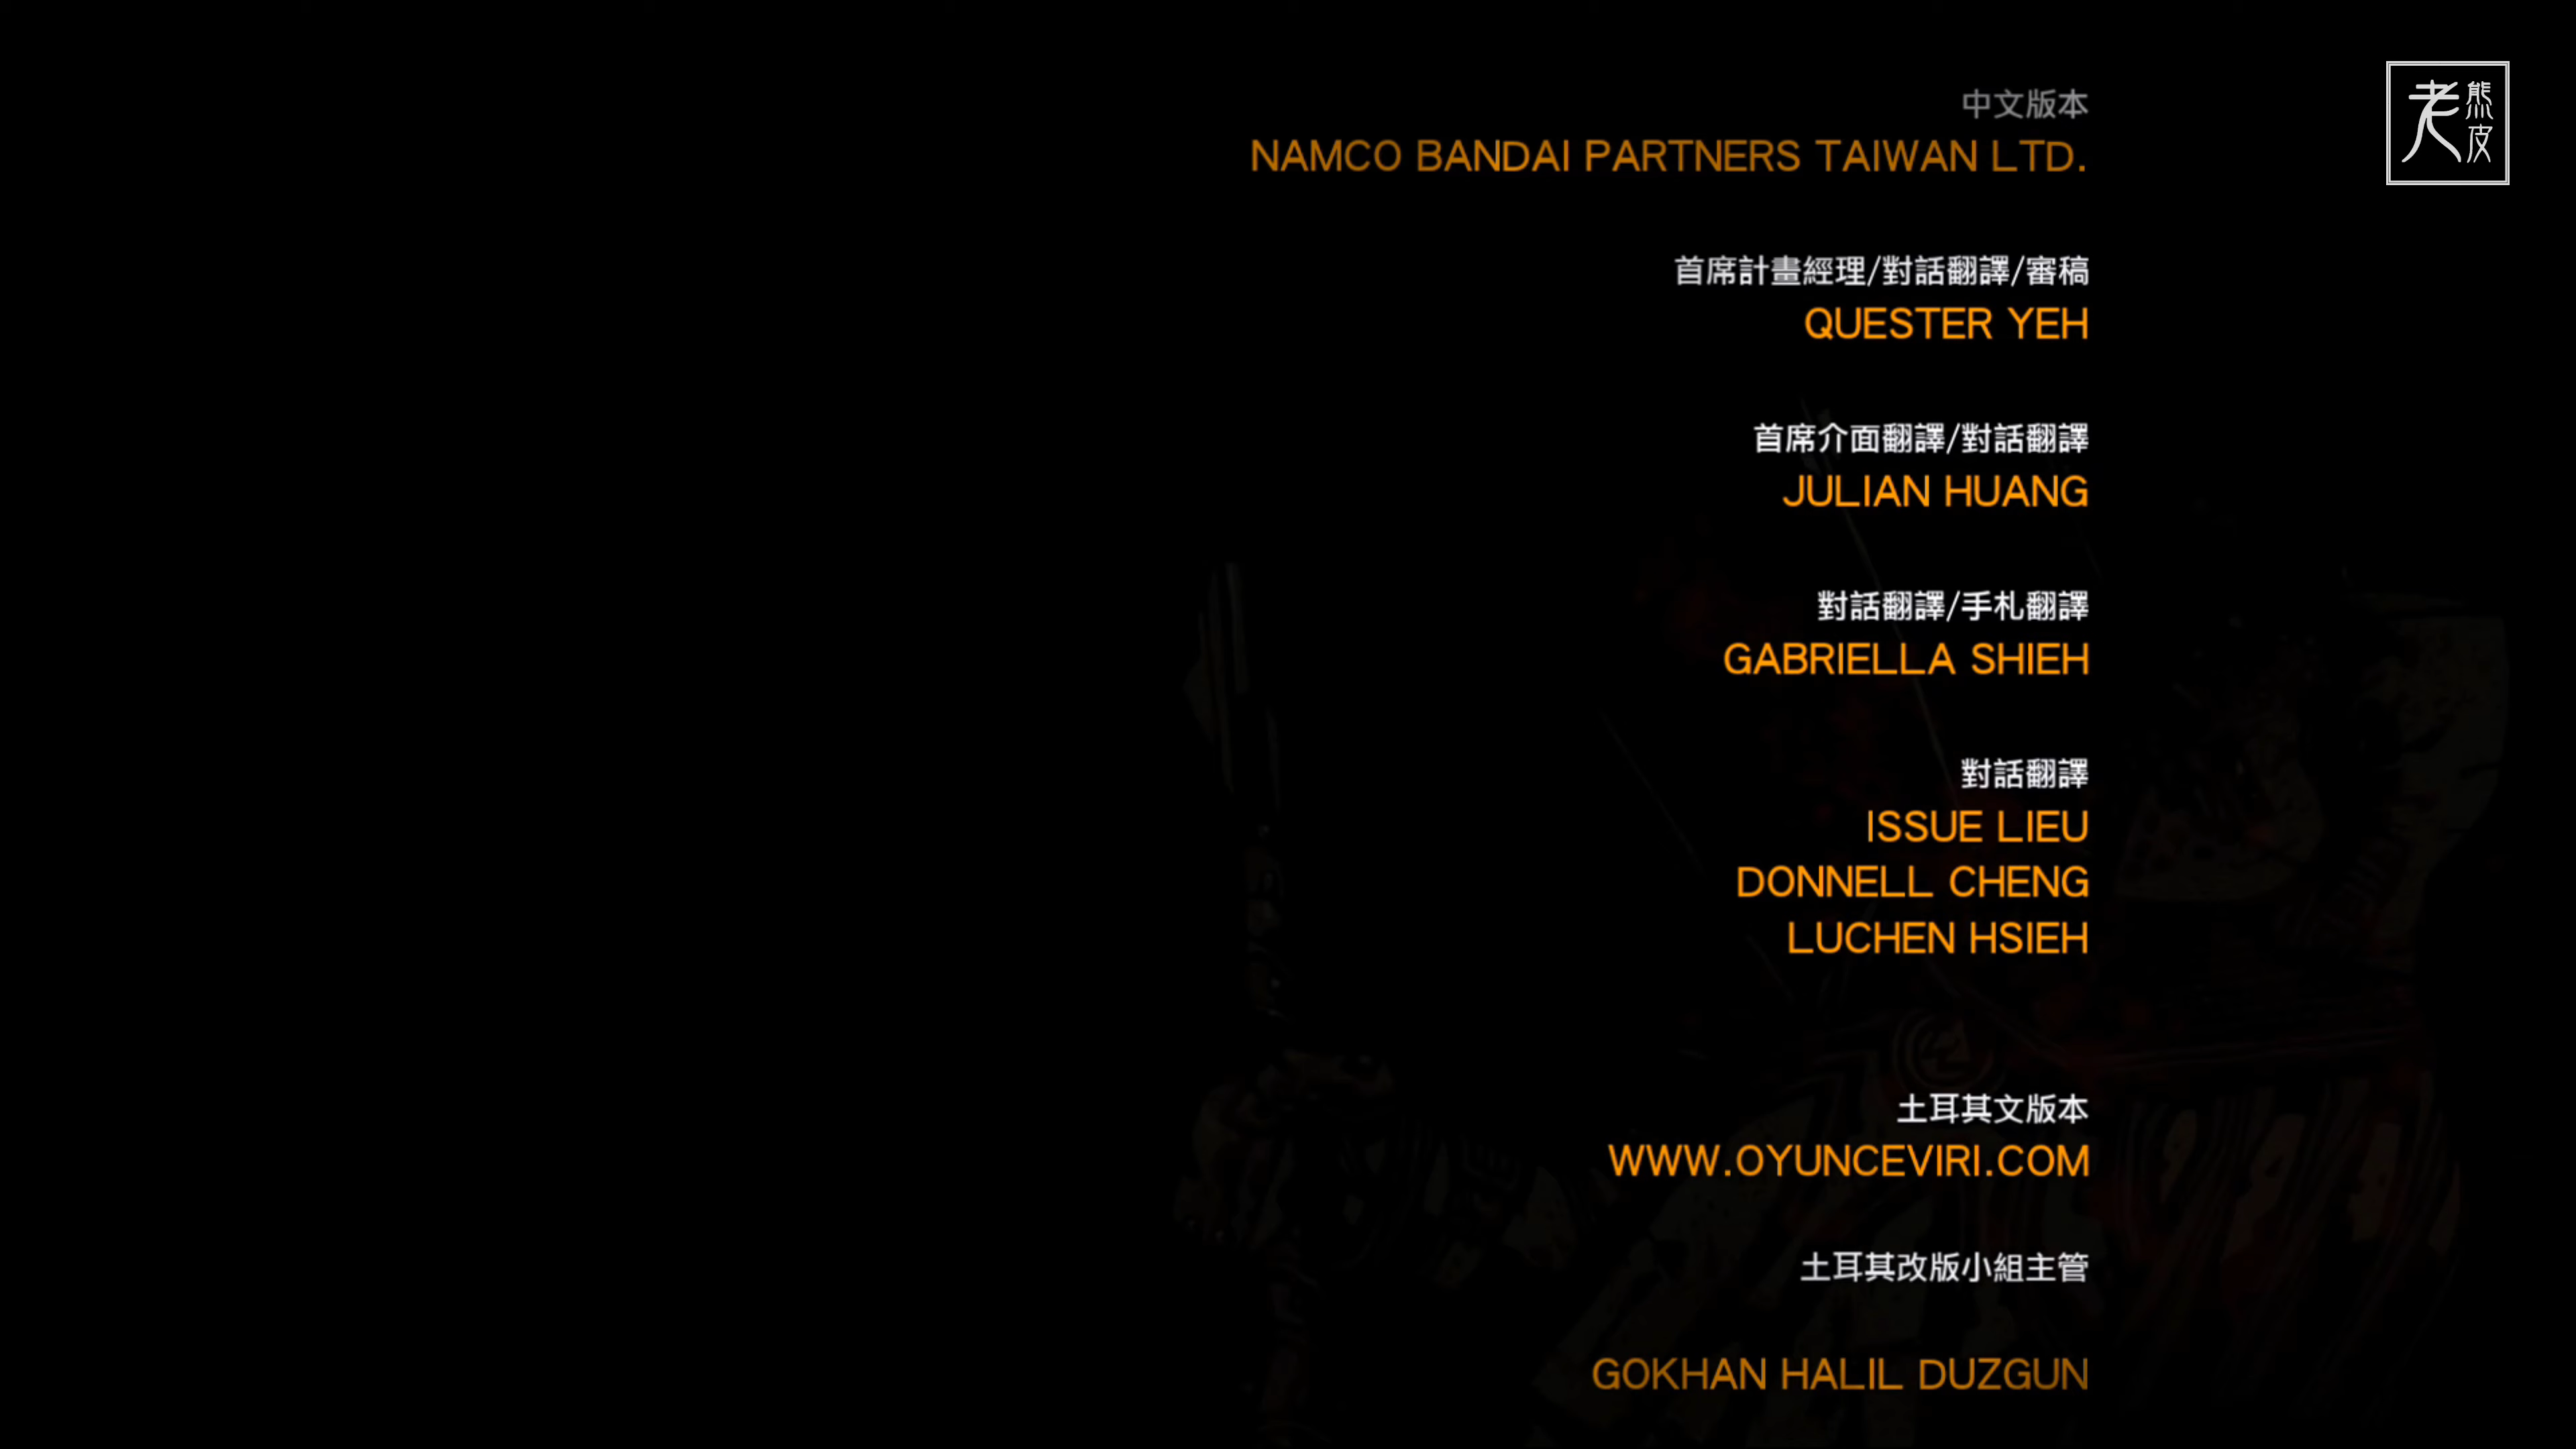 中文版本
NAMCO BANDAI PARTNERS TAIWAN LTD.
首席計畫經理/對話翻譯/審稿
QUESTER YEH
首席介面翻譯/對話翻譯
JULIAN HUANG
對話翻譯/手札翻譯
GABRIELLA SHIEH
對話翻譯
ISSUE LIEU
DONNELL CHENG
LUCHEN HSIEH
土耳其文版本
WWW.OYUNCEVIRI.COM
土耳其改版小組主管
GOKHAN HALIL DUZGUN
老熊皮